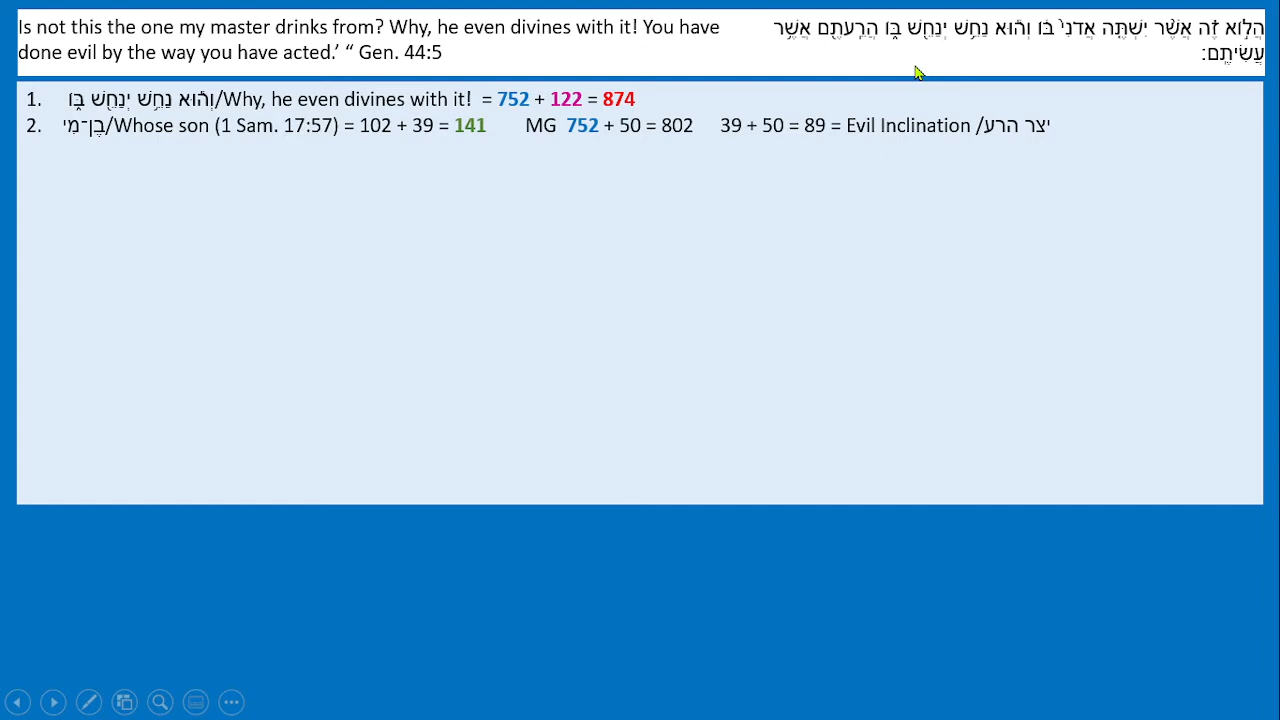 Is not this the one my master drinks from? Why, he even divines with it! You have done evil by the way you have acted.’ “ Gen. 44:5
הֲל֣וֹא זֶ֗ה אֲשֶׁ֨ר יִשְׁתֶּ֤ה אֲדֹנִי֙ בּ֔וֹ וְה֕וּא נַחֵ֥שׁ יְנַחֵ֖שׁ בּ֑וֹ הֲרֵעֹתֶ֖ם אֲשֶׁ֥ר
עֲשִׂיתֶֽם׃
1. וְה֕וּא נַחֵ֥שׁ יְנַחֵ֖שׁ בּ֑וֹ/Why, he even divines with it! = 752 + 122 = 874
2. בֶּן־מִי/Whose son (1 Sam. 17:57) = 102 + 39 = 141 MG 752 + 50 = 802 39 + 50 = 89 = Evil Inclination /יצר הרע